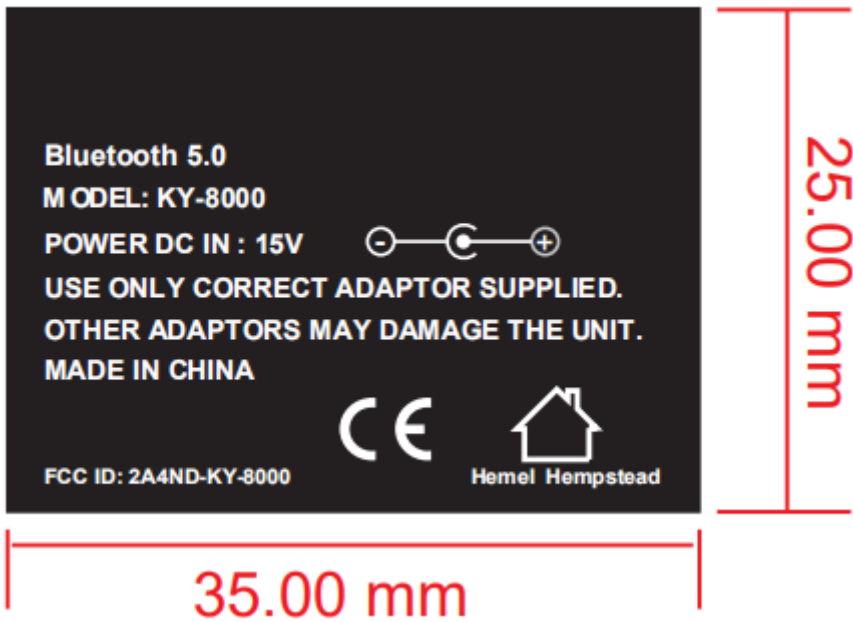 Bluetooth 5.0
MODEL: KY-8000
POWER DC IN : 15V - +
USE ONLY CORRECT ADAPTOR SUPPLIED.
OTHER ADAPTORS MAY DAMAGE THE UNIT.
MADE IN CHINA
CE
FCC ID: 2A4ND-KY-8000
Hemel Hempstead
25.00 mm
35.00 mm